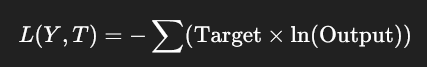 L(Y, T) = − ∑(Target × ln(Output))